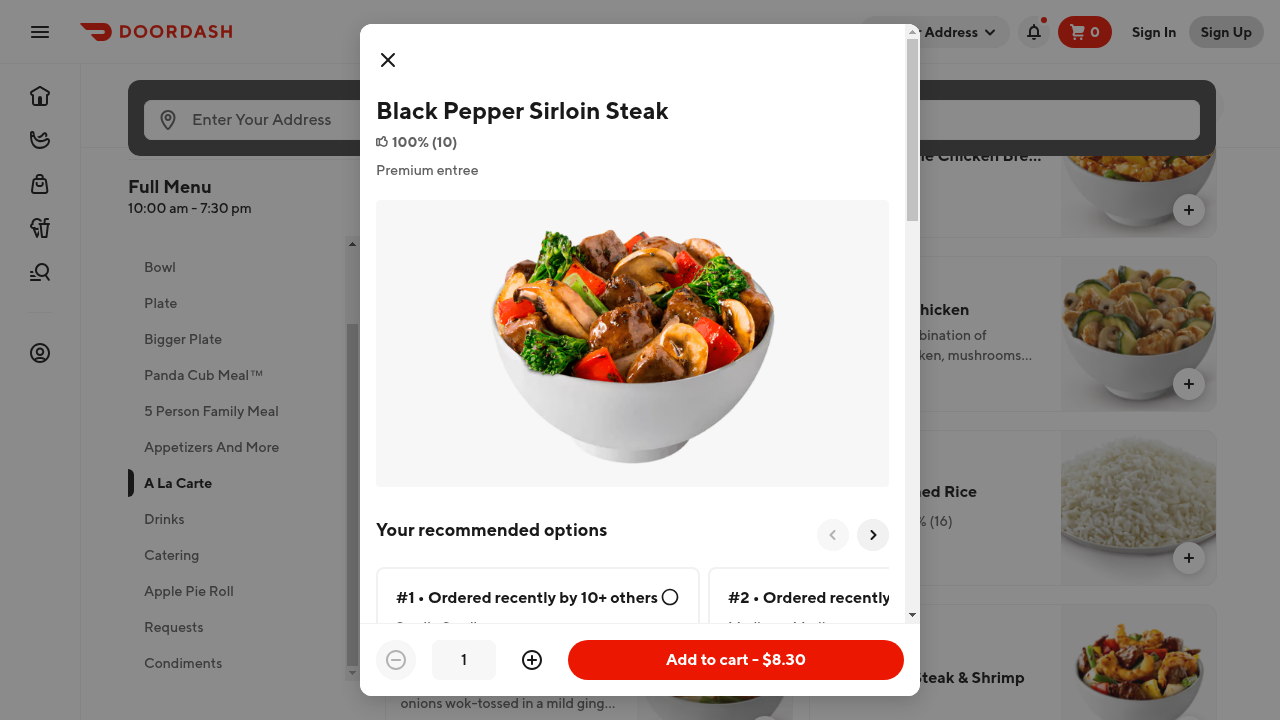 DOORDASH
Address
0
Sign In
Sign Up
Enter Your Address
Full Menu
10:00 am - 7:30 pm
Bowl
Plate
Bigger Plate
Panda Cub Meal™
5 Person Family Meal
Appetizers And More
A La Carte
Drinks
Catering
Apple Pie Roll
Requests
Condiments
Black Pepper Sirloin Steak
100% (10)
Premium entree
Your recommended options
#1 • Ordered recently by 10+ others
#2 • Ordered recently
1
Add to cart - $8.30
Chicken Bre...
hicken
bination of
ken, mushrooms...
ed Rice
% (16)
Steak & Shrimp
onions wok-tossed in a mild ging...